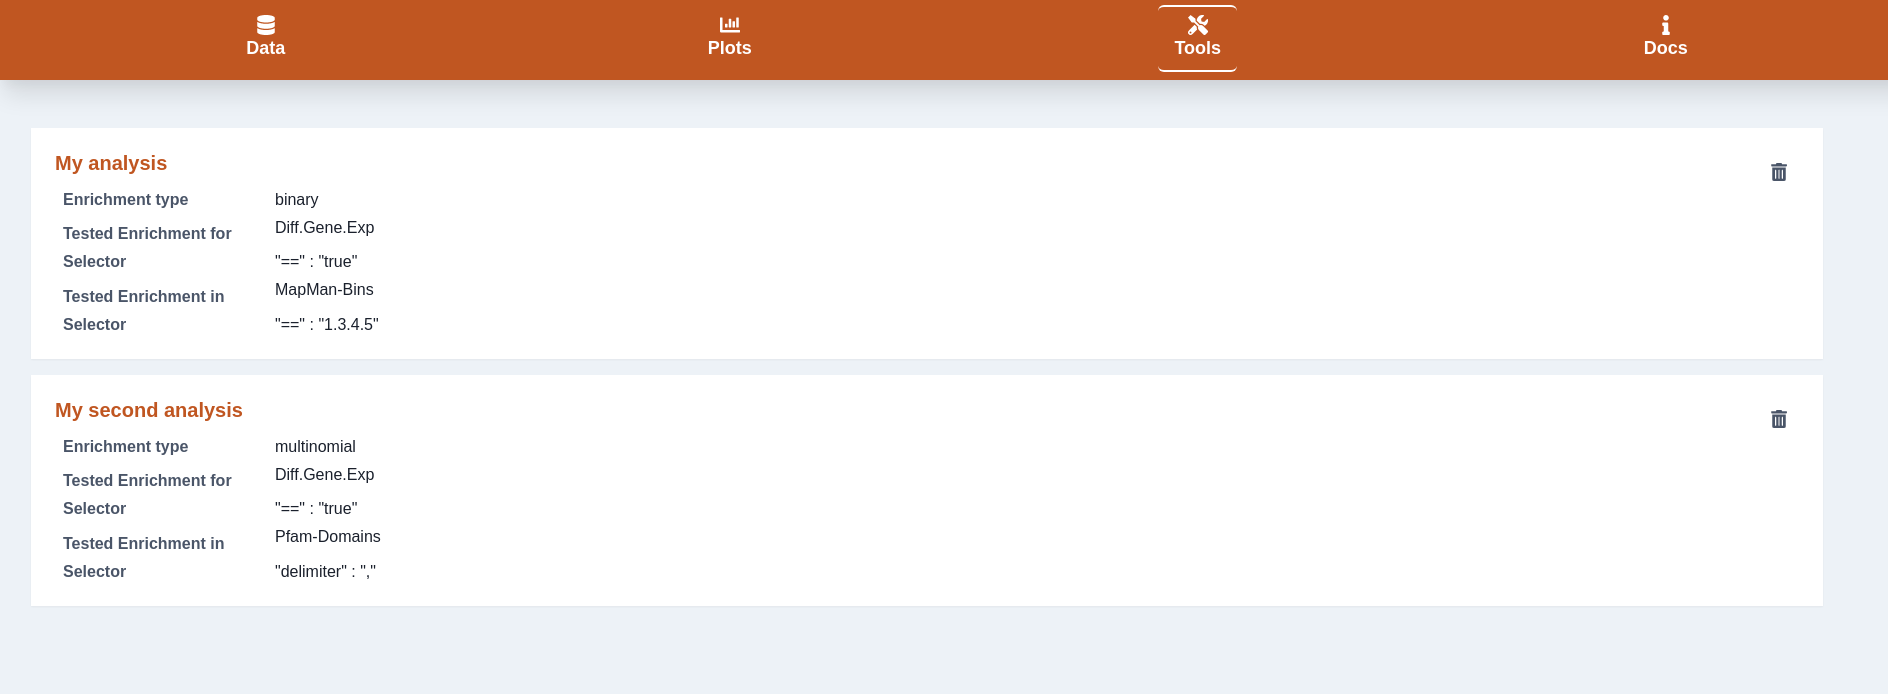 Data Plots Tools Docs
My analysis
Enrichment type binary
Tested Enrichment for Diff.Gene.Exp
Selector "==" : "true"
Tested Enrichment in MapMan-Bins
Selector "==" : "1.3.4.5"
My second analysis
Enrichment type multinomial
Tested Enrichment for Diff.Gene.Exp
Selector "==" : "true"
Tested Enrichment in Pfam-Domains
Selector "delimiter" : ","